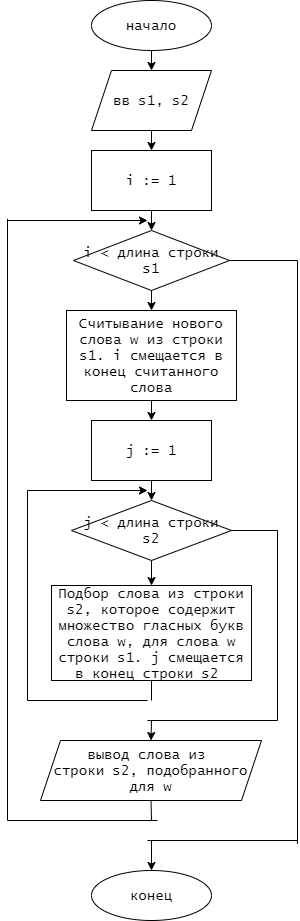 начало
вв s1, s2
i := 1
i < длина строки
s1
Считывание нового
слова w из строки
s1. i смещается в
конец считанного
слова
j := 1
j < длина строки
s2
Подбор слова из строки
s2, которое содержит
множество гласных букв
слова w, для слова w
строки s1. j смещается
в конец строки s2
вывод слова из
строки s2, подобранного
для w
конец